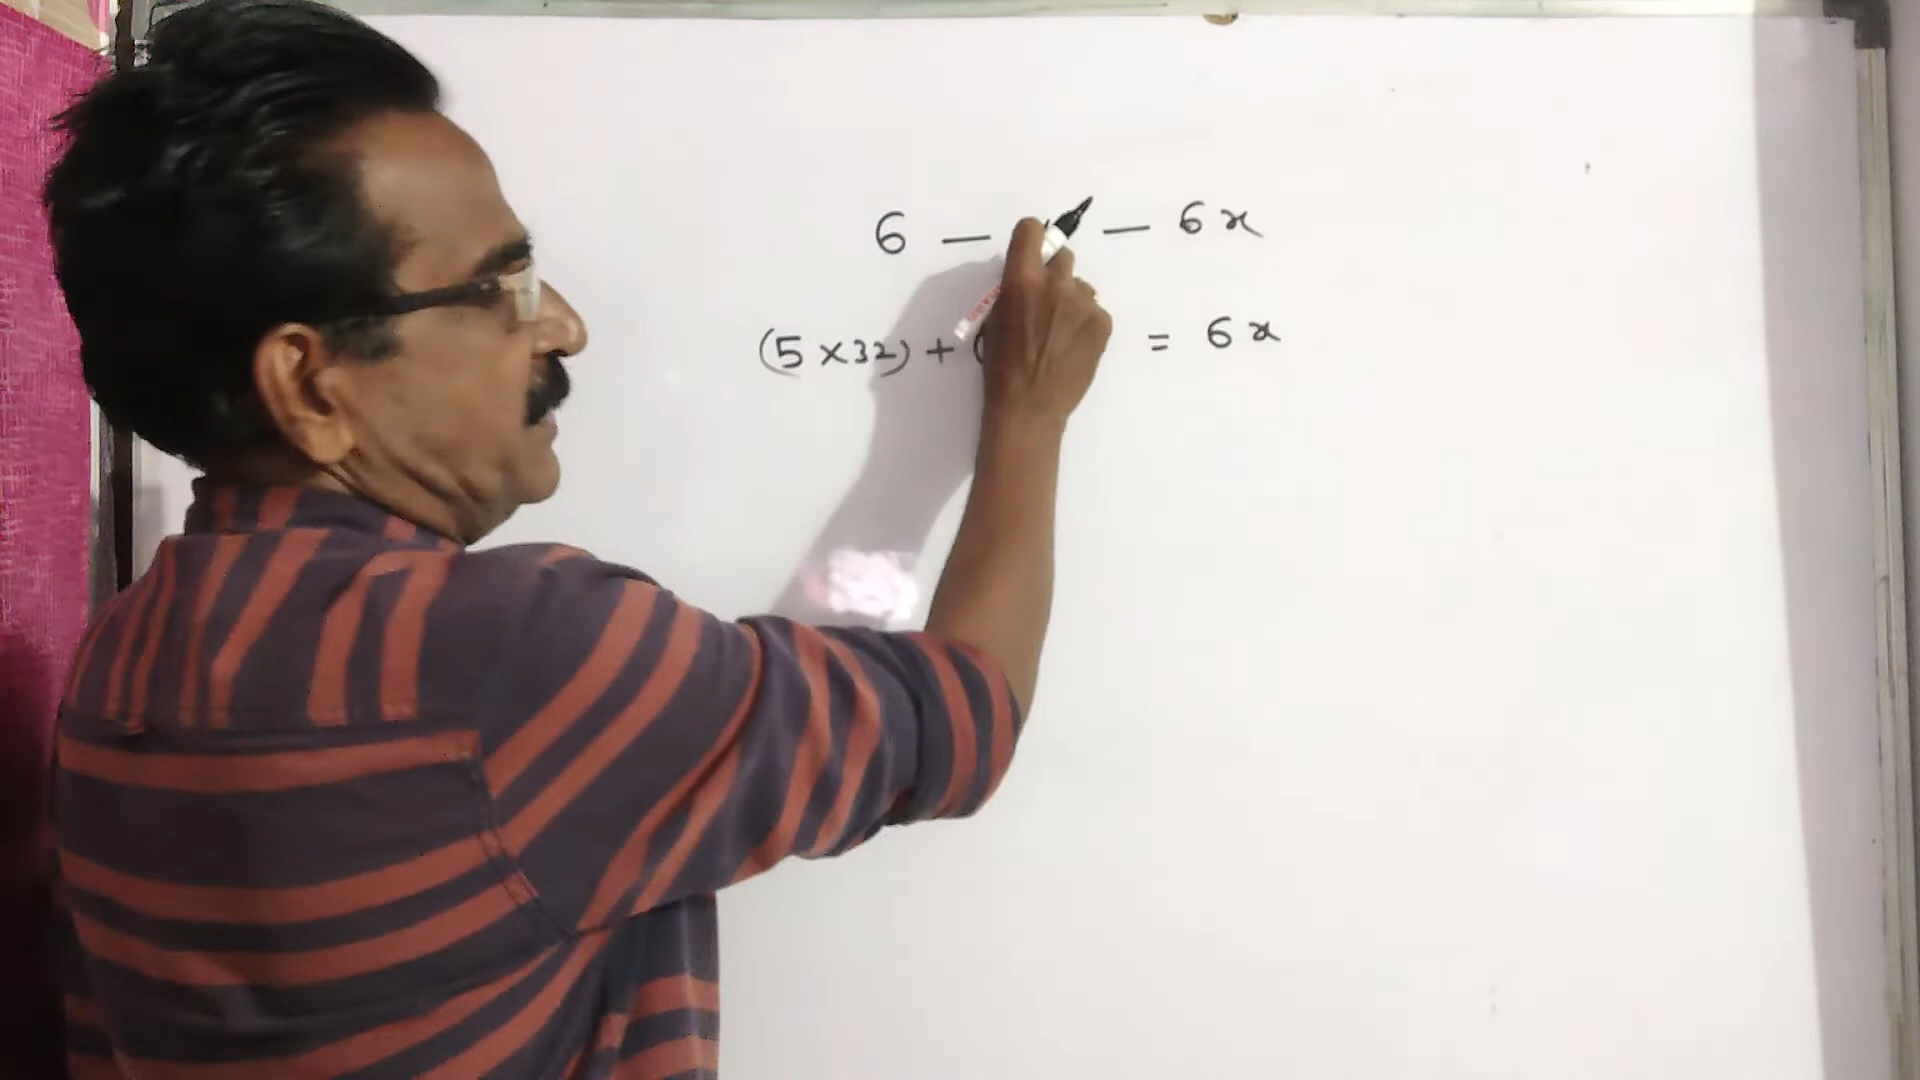 6 — — 6x
(5 × 32) + ( = 6x